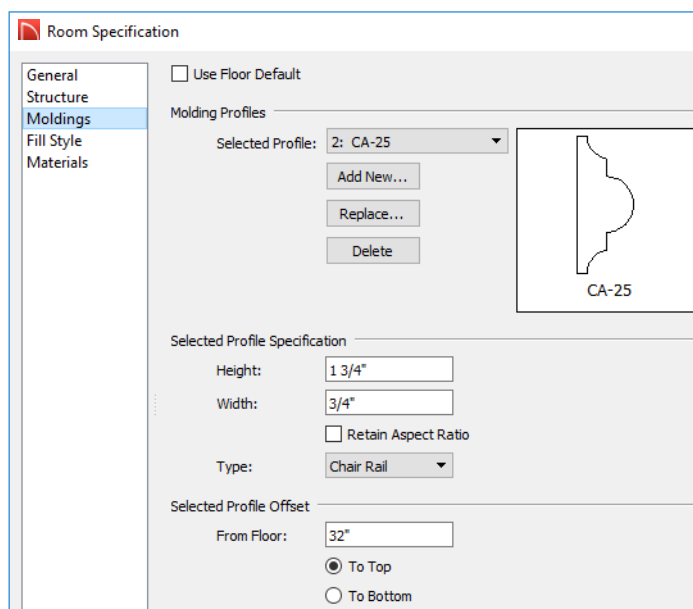 Room Specification
General
Structure
Moldings
Fill Style
Materials
Use Floor Default
Molding Profiles
Selected Profile: 2: CA-25
Add New...
Replace...
Delete
CA-25
Selected Profile Specification
Height: 1 3/4"
Width: 3/4"
Retain Aspect Ratio
Type: Chair Rail
Selected Profile Offset
From Floor: 32"
To Top
To Bottom